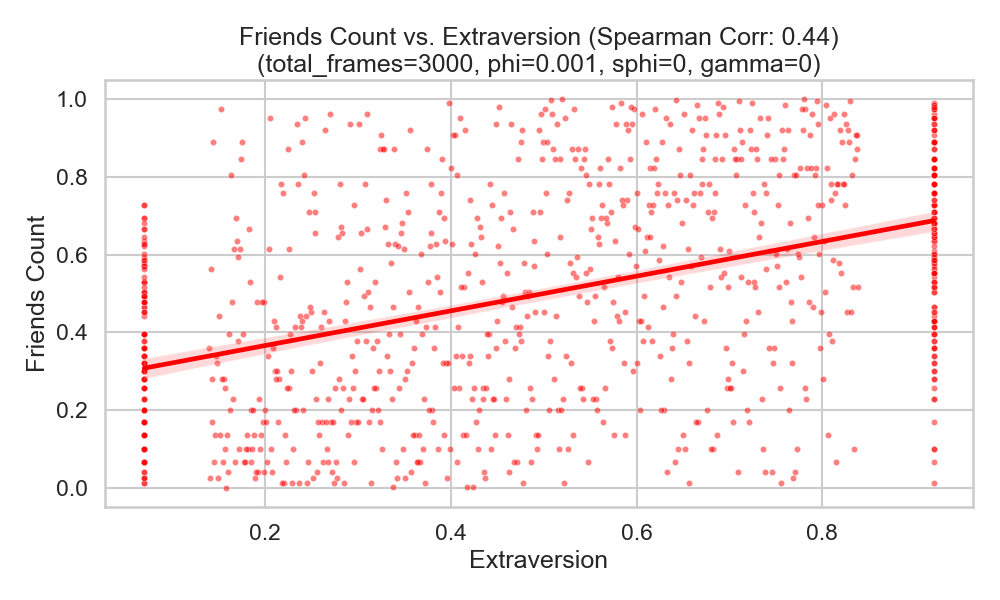 Friends Count vs. Extraversion (Spearman Corr: 0.44)
(total_frames=3000, phi=0.001, sphi=0, gamma=0)
1.0
0.8
0.6
0.4
0.2
0.0
Friends Count
0.2
0.4
0.6
0.8
Extraversion